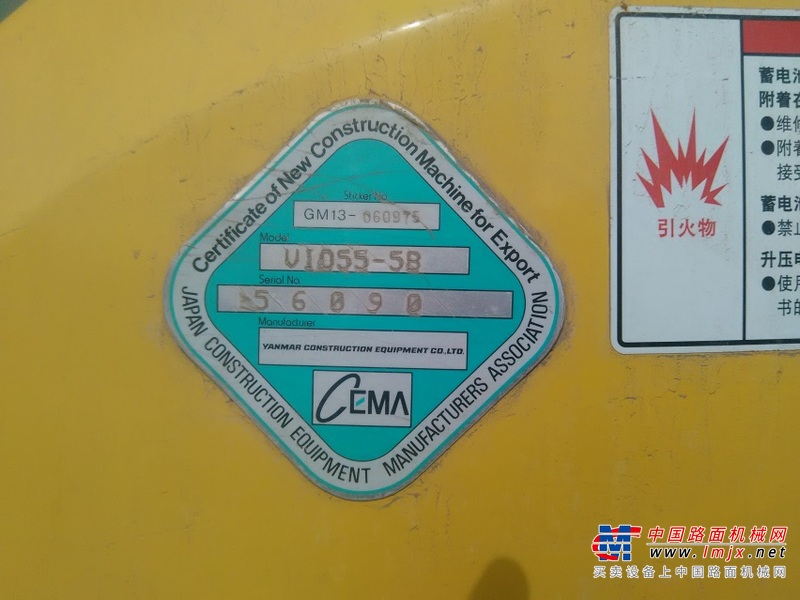 Certificate of New Construction Machine for Export
Sticker No.
GM13-060975
Model
ViO55-5B
Serial No.
56090
Manufacturer
YANMAR CONSTRUCTION EQUIPMENT CO.,LTD.
CEMA
JAPAN CONSTRUCTION EQUIPMENT MANUFACTURERS ASSOCIATION
引火物
蓄电池
附着在
●维修
●附着
接受
蓄电池
●禁止
升压电
●使用
书的
中国路面机械网
www.lmjx.net
买卖设备上中国路面机械网